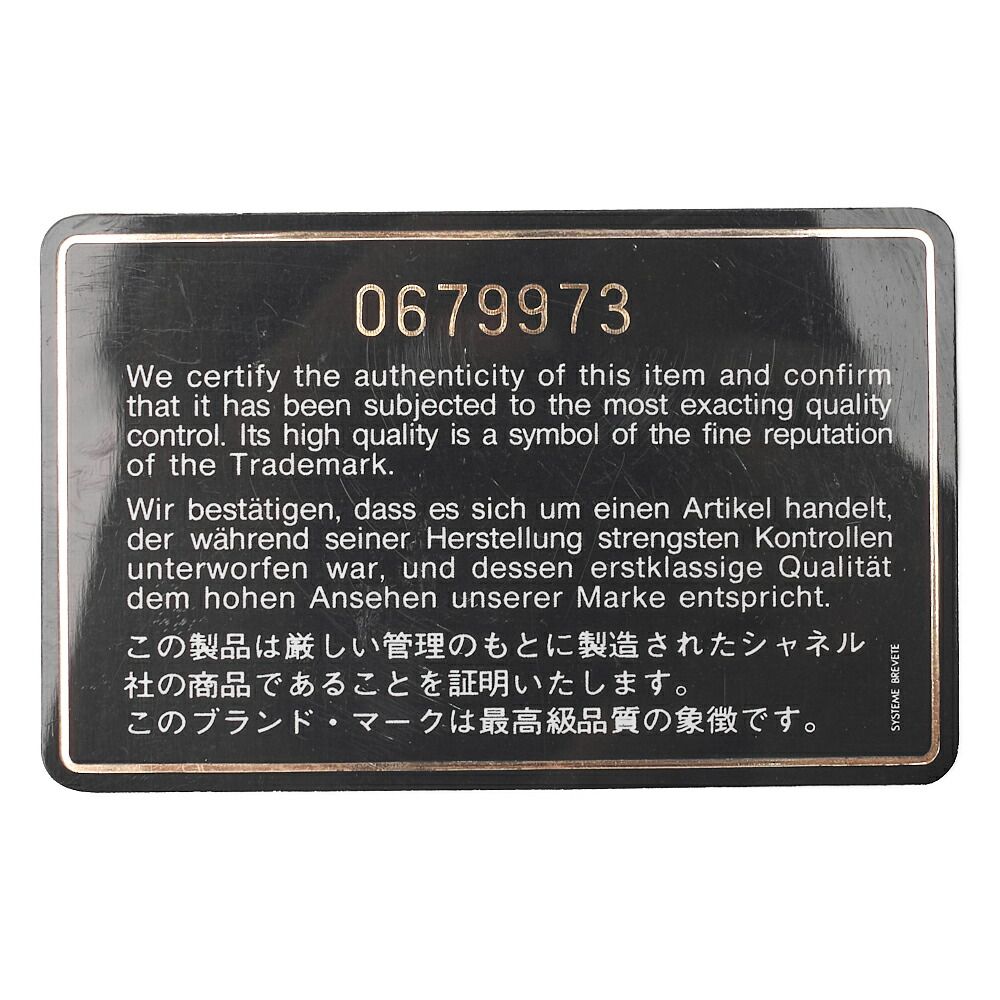 0679973
We certify the authenticity of this item and confirm
that it has been subjected to the most exacting quality
control. Its high quality is a symbol of the fine reputation
of the Trademark.
Wir bestätigen, dass es sich um einen Artikel handelt,
der während seiner Herstellung strengsten Kontrollen
unterworfen war, und dessen erstklassige Qualität
dem hohen Ansehen unserer Marke entspricht.
この製品は厳しい管理のもとに製造されたシャネル
社の商品であることを証明いたします。
このブランド・マークは最高級品質の象徴です。
SYSTEME BREVETE